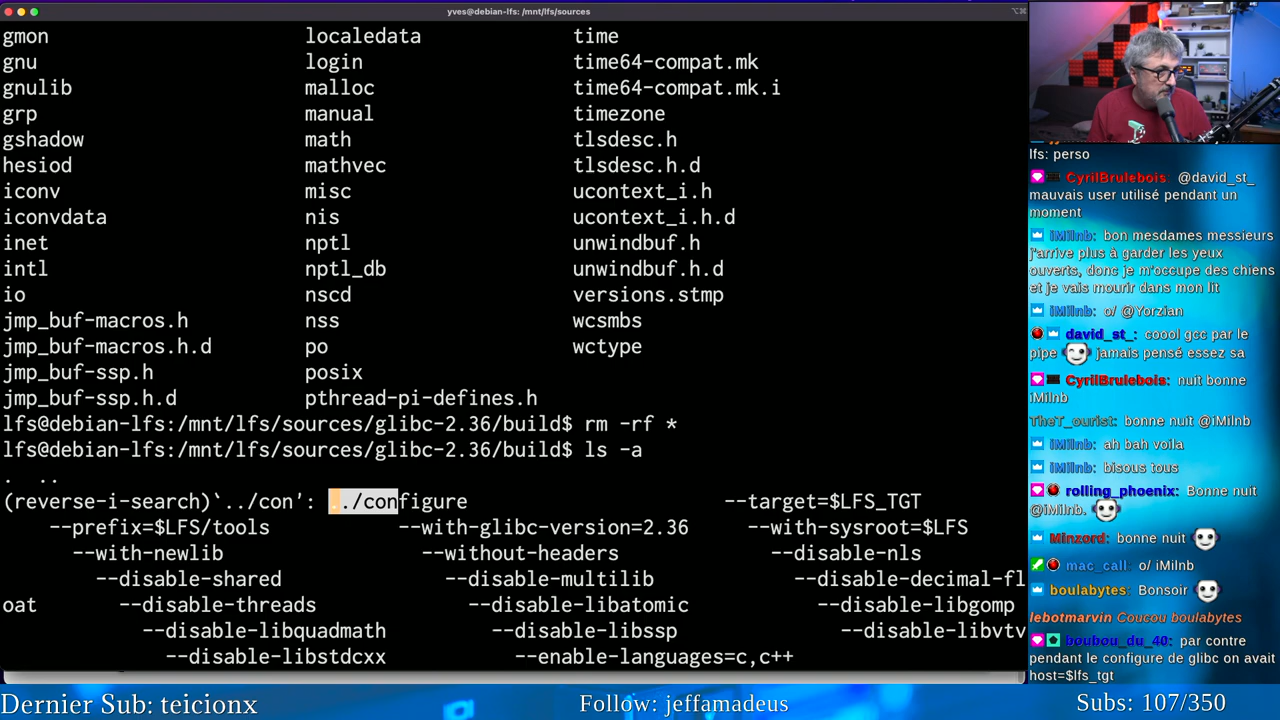 yves@debian-lfs: /mnt/lfs/sources
gmon localedata time
gnu login time64-compat.mk
gnulib malloc time64-compat.mk.i
grp manual timezone
gshadow math tlsdesc.h
hesiod mathvec tlsdesc.h.d
iconv misc ucontext_i.h
iconvdata nis ucontext_i.h.d
inet nptl unwindbuf.h
intl nptl_db unwindbuf.h.d
io nscd versions.stmp
jmp_buf-macros.h nss wcsmbs
jmp_buf-macros.h.d po wctype
jmp_buf-ssp.h posix
jmp_buf-ssp.h.d pthread-pi-defines.h
lfs@debian-lfs:/mnt/lfs/sources/glibc-2.36/build$ rm -rf *
lfs@debian-lfs:/mnt/lfs/sources/glibc-2.36/build$ ls -a
. ..
(reverse-i-search)`../con': ../configure --target=$LFS_TGT
--prefix=$LFS/tools --with-glibc-version=2.36 --with-sysroot=$LFS
--with-newlib --without-headers --disable-nls
--disable-shared --disable-multilib --disable-decimal-fl
oat --disable-threads --disable-libatomic --disable-libgomp
--disable-libquadmath --disable-libssp --disable-libvtv
--disable-libstdcxx --enable-languages=c,c++
lfs: perso
CyrilBrulebois: @david_st_
mauvais user utilisé pendant un
moment
iMilnb: bon mesdames messieurs
j'arrive plus à garder les yeux
ouverts, donc je m'occupe des chiens
et je vais mourir dans mon lit
iMilnb: o/ @Yorzian
david_st_: coool gcc par le
pipe jamais pensé essez sa
CyrilBrulebois: nuit bonne
iMilnb
TheT_ourist: bonne nuit @iMilnb
iMilnb: ah bah voila
iMilnb: bisous tous
rolling_phoenix: Bonne nuit
@iMilnb.
Minzord: bonne nuit
mac_call: o/ iMilnb
boulabytes: Bonsoir
lebotmarvin Coucou boulabytes
boubou_du_40: par contre
pendant le configure de glibc on avait
host=$lfs_tgt
Dernier Sub: teicionx Follow: jeffamadeus Subs: 107/350